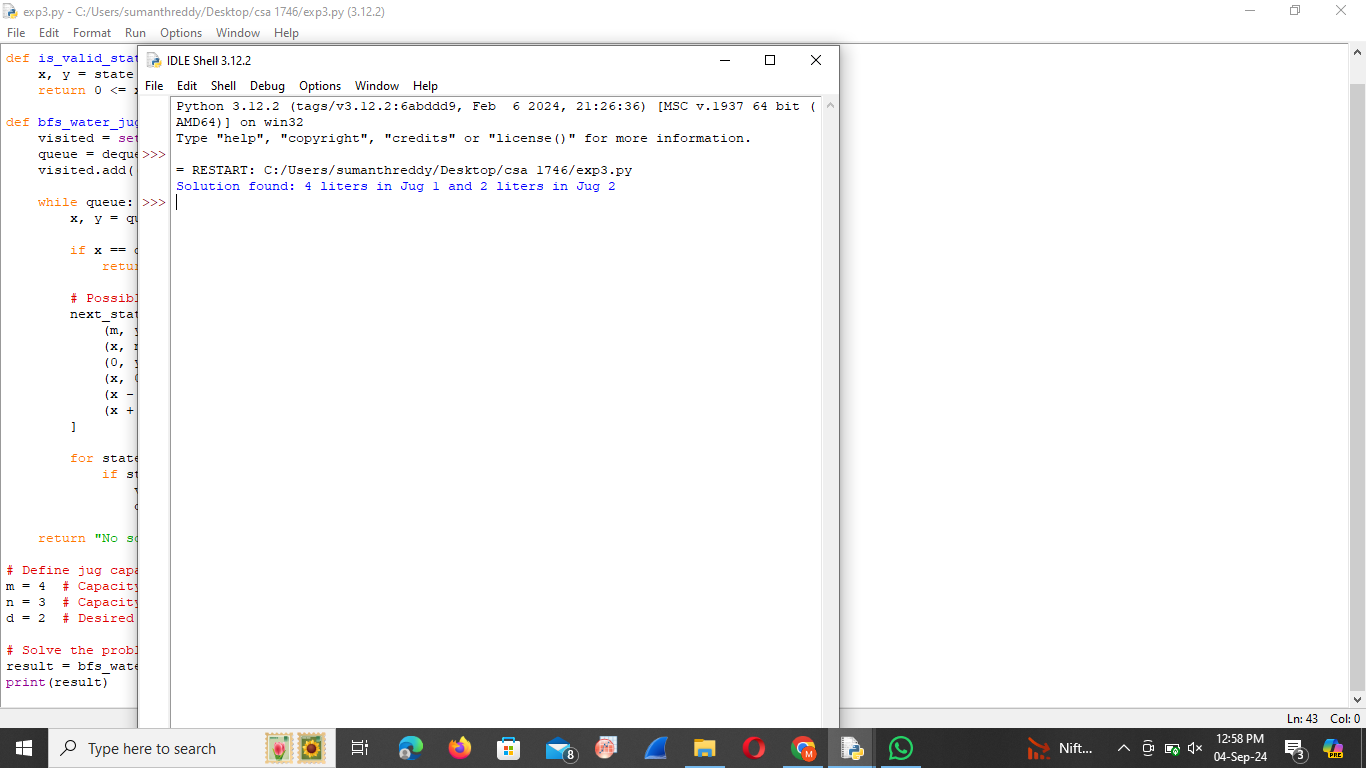 exp3.py - C:/Users/sumanthreddy/Desktop/csa 1746/exp3.py (3.12.2)
File Edit Format Run Options Window Help
def is_valid_stat
x, y = state
return 0 <=
def bfs_water_jug
visited = set
queue = deque
visited.add(
while queue:
x, y = qu
if x ==
retur
# Possibl
next_stat
(m,
(x,
(0,
(x,
(x -
(x +
]
for state
if st
return "No so
# Define jug capa
m = 4 # Capacity
n = 3 # Capacity
d = 2 # Desired
# Solve the probl
result = bfs_wate
print(result)
IDLE Shell 3.12.2
File Edit Shell Debug Options Window Help
Python 3.12.2 (tags/v3.12.2:6abddd9, Feb 6 2024, 21:26:36) [MSC v.1937 64 bit (
AMD64)] on win32
Type "help", "copyright", "credits" or "license()" for more information.
>>>
= RESTART: C:/Users/sumanthreddy/Desktop/csa 1746/exp3.py
Solution found: 4 liters in Jug 1 and 2 liters in Jug 2
>>>
Ln: 43 Col: 0
Type here to search
8
M
Nift...
12:58 PM
04-Sep-24
3
PRE